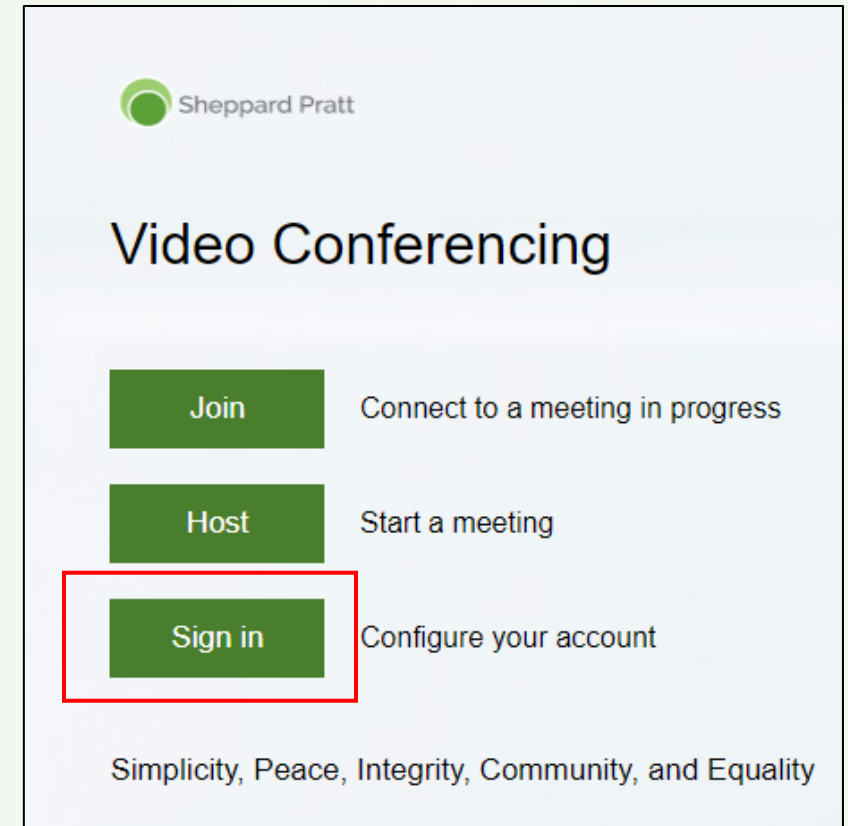 Sheppard Pratt
Video Conferencing
Join Connect to a meeting in progress
Host Start a meeting
Sign in Configure your account
Simplicity, Peace, Integrity, Community, and Equality